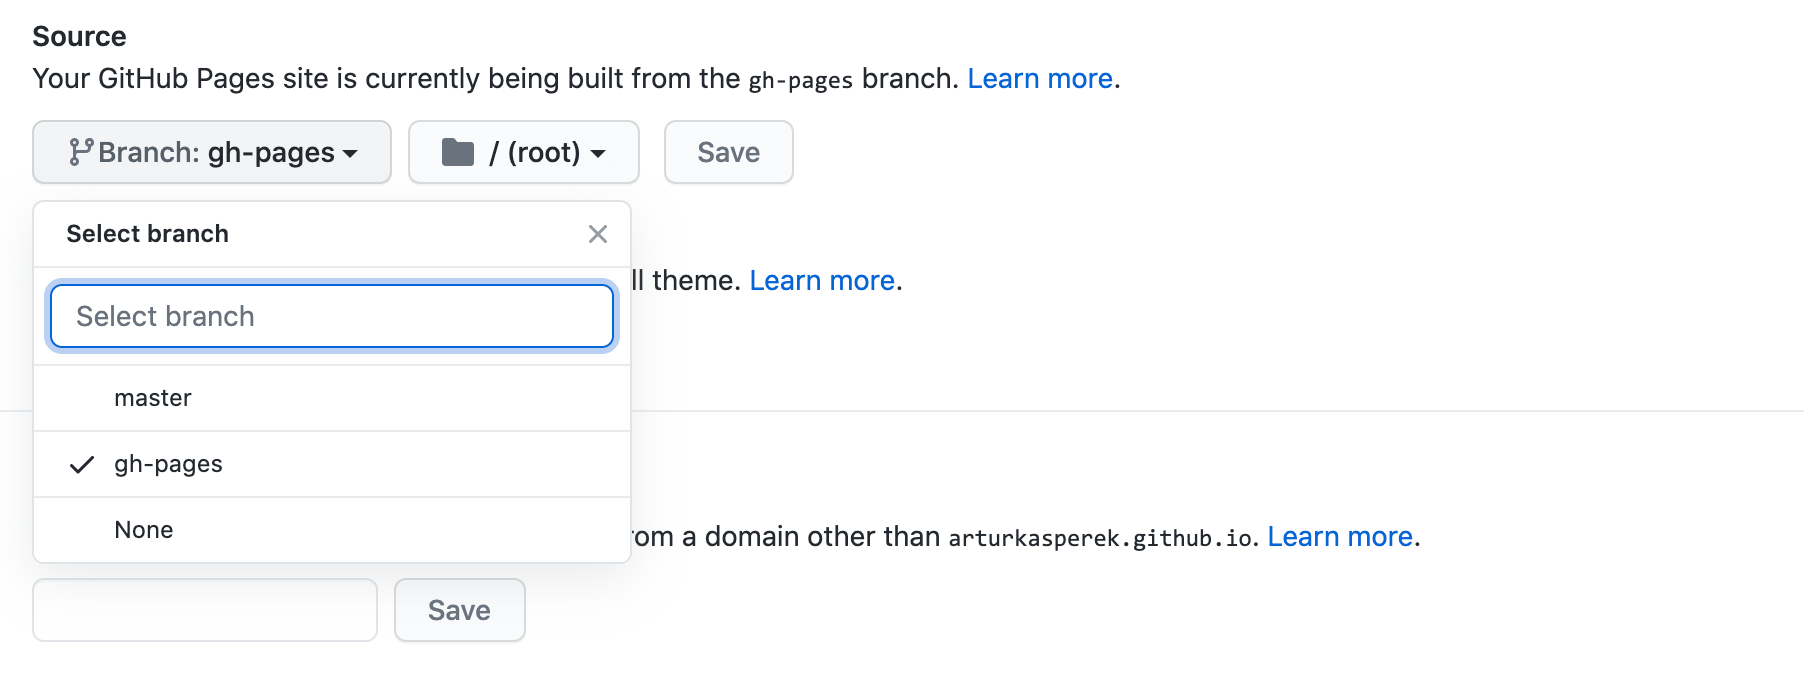 Source
Your GitHub Pages site is currently being built from the gh-pages branch. Learn more.
Branch: gh-pages / (root) Save
Select branch
ll theme. Learn more.
Select branch
master
gh-pages
None
om a domain other than arturkasperek.github.io. Learn more.
Save